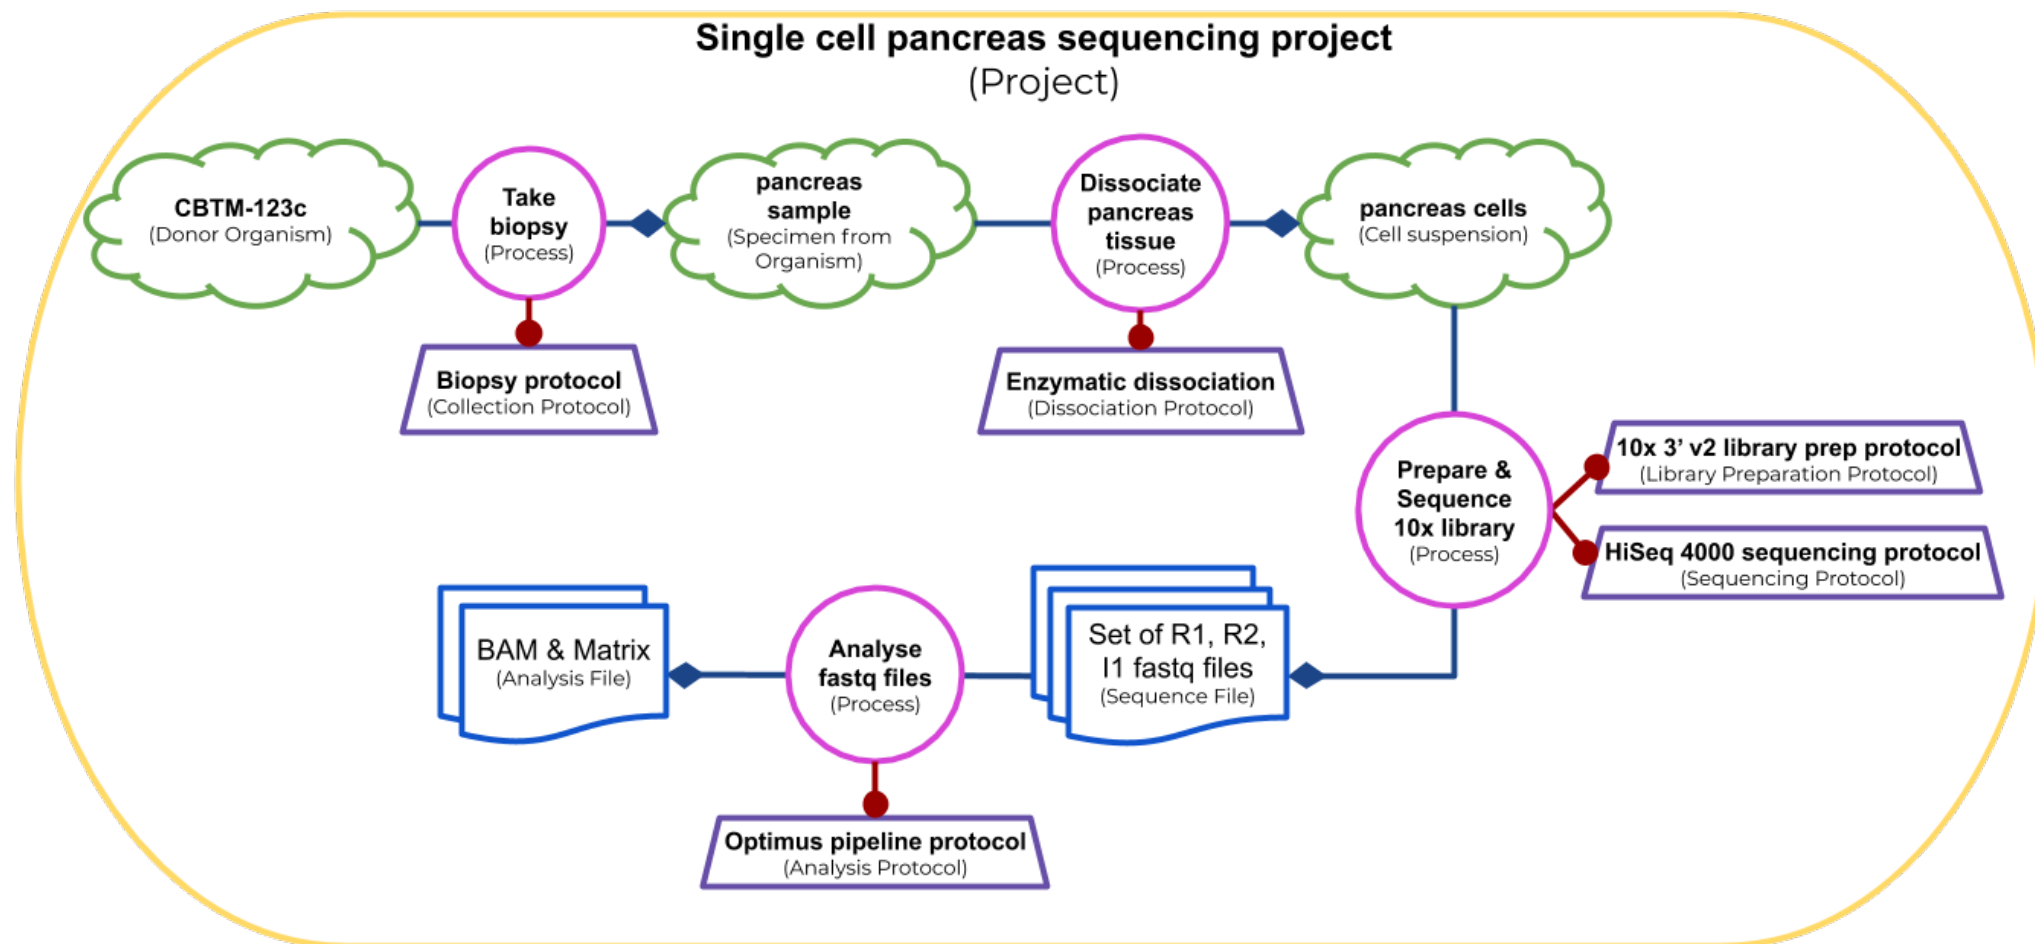 Single cell pancreas sequencing project
(Project)
CBTM-123c
(Donor Organism)
Take
biopsy
(Process)
pancreas
sample
(Specimen from
Organism)
Dissociate
pancreas
tissue
(Process)
pancreas cells
(Cell suspension)
Biopsy protocol
(Collection Protocol)
Enzymatic dissociation
(Dissociation Protocol)
Prepare &
Sequence
10x library
(Process)
10x 3’ v2 library prep protocol
(Library Preparation Protocol)
HiSeq 4000 sequencing protocol
(Sequencing Protocol)
BAM & Matrix
(Analysis File)
Analyse
fastq files
(Process)
Set of R1, R2,
I1 fastq files
(Sequence File)
Optimus pipeline protocol
(Analysis Protocol)